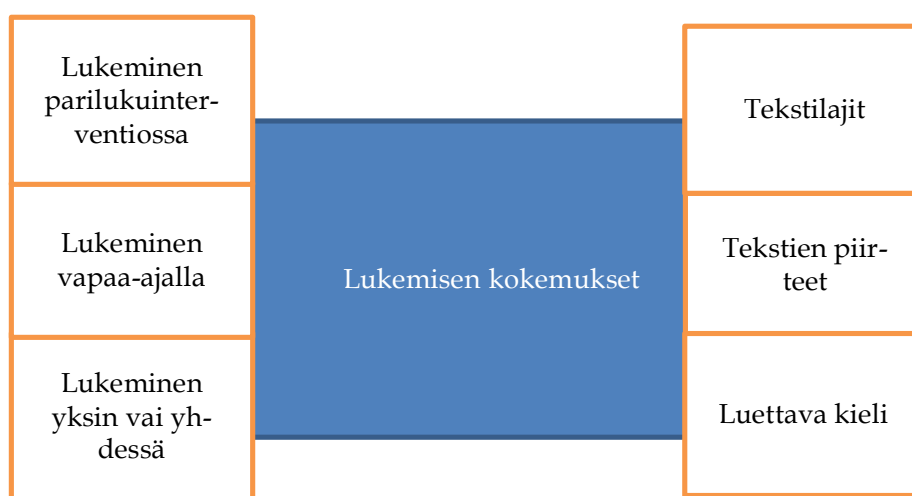 Lukeminen
parilukuinter-
ventiossa
Lukeminen
vapaa-ajalla
Lukeminen
yksin vai yh-
dessä
Lukemisen kokemukset
Tekstilajit
Tekstien piir-
teet
Luettava kieli